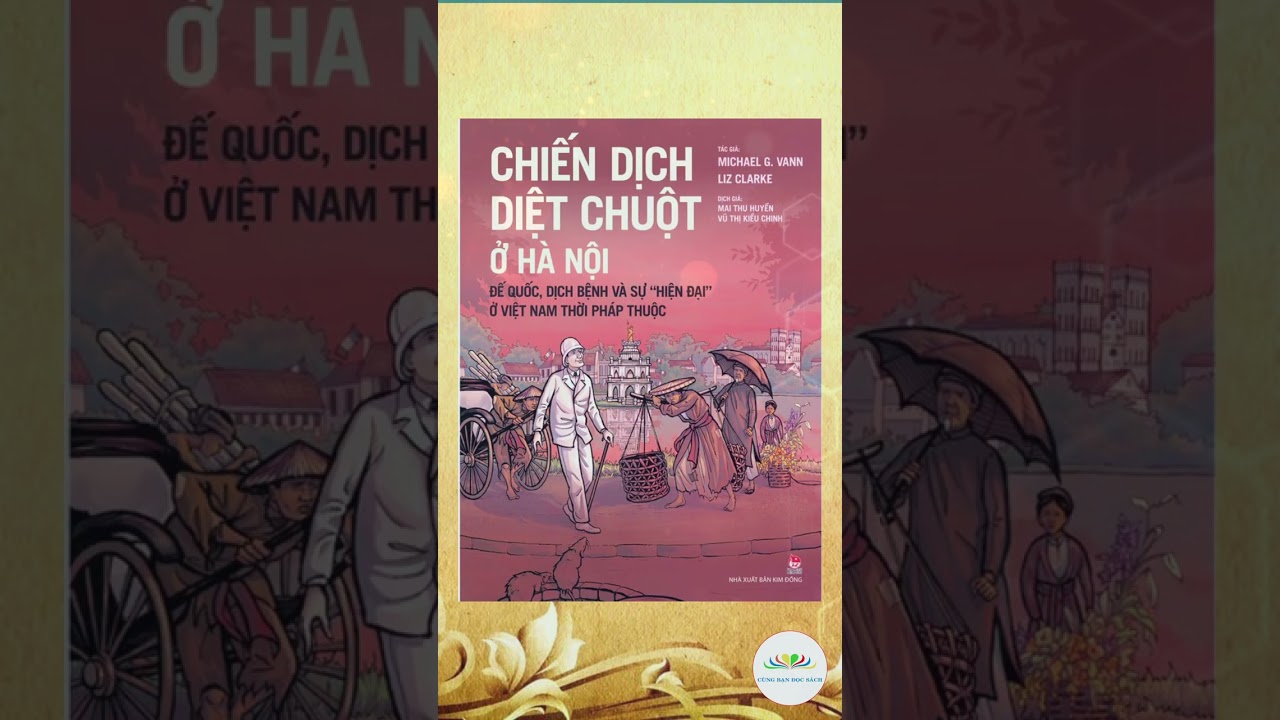 CHIẾN DỊCH
DIỆT CHUỘT
Ở HÀ NỘI
ĐẾ QUỐC, DỊCH BỆNH VÀ SỰ “HIỆN ĐẠI”
Ở VIỆT NAM THỜI PHÁP THUỘC
TÁC GIẢ:
MICHAEL G. VANN
LIZ CLARKE
DỊCH GIẢ:
MAI THU HUYỀN
VŨ THỊ KIỀU CHINH
NHÀ XUẤT BẢN KIM ĐỒNG
CÙNG BẠN ĐỌC SÁCH
Ở HÀ N
ĐẾ QUỐC, DỊCH
Ở VIỆT NAM TH